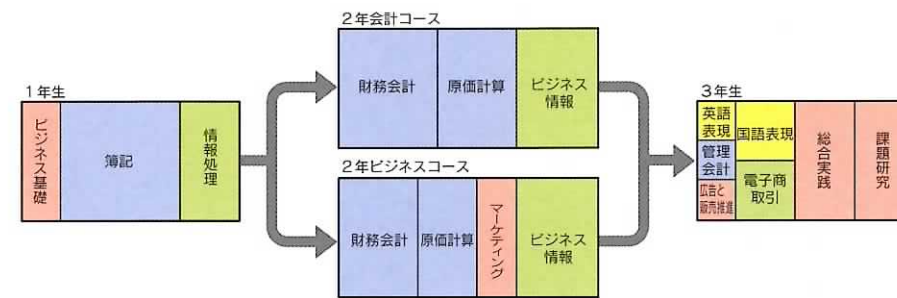 1年生
ビジネス基礎
簿記
情報処理
2年会計コース
財務会計
原価計算
ビジネス
情報
2年ビジネスコース
財務会計
原価計算
マーケティング
ビジネス
情報
3年生
英語
表現
管理
会計
広告と
販売推進
国語表現
電子商
取引
総合実践
課題研究